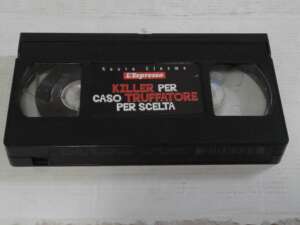 Nuovo Cinema
L'Espresso
KILLER PER
CASO TRUFFATORE
PER SCELTA